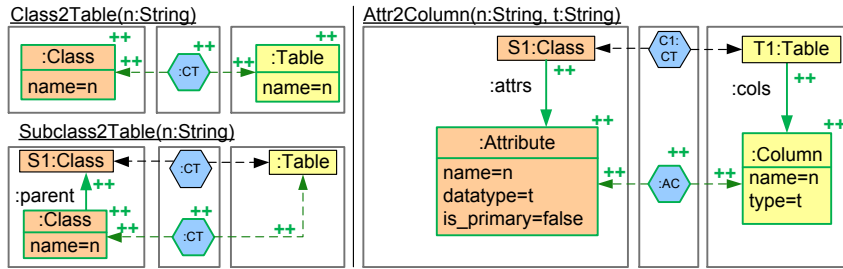 Class2Table(n:String)
++ ++ ++
:Class
name=n
++ :CT ++
:Table
name=n
Subclass2Table(n:String)
S1:Class
:CT
:Table
:parent
++
++ ++
:Class
name=n
++
:CT
++
Attr2Column(n:String, t:String)
S1:Class
C1:
CT
T1:Table
:attrs
++
:cols
++
++ ++
:Attribute
name=n
datatype=t
is_primary=false
++
++
:AC
++
:Column
name=n
type=t